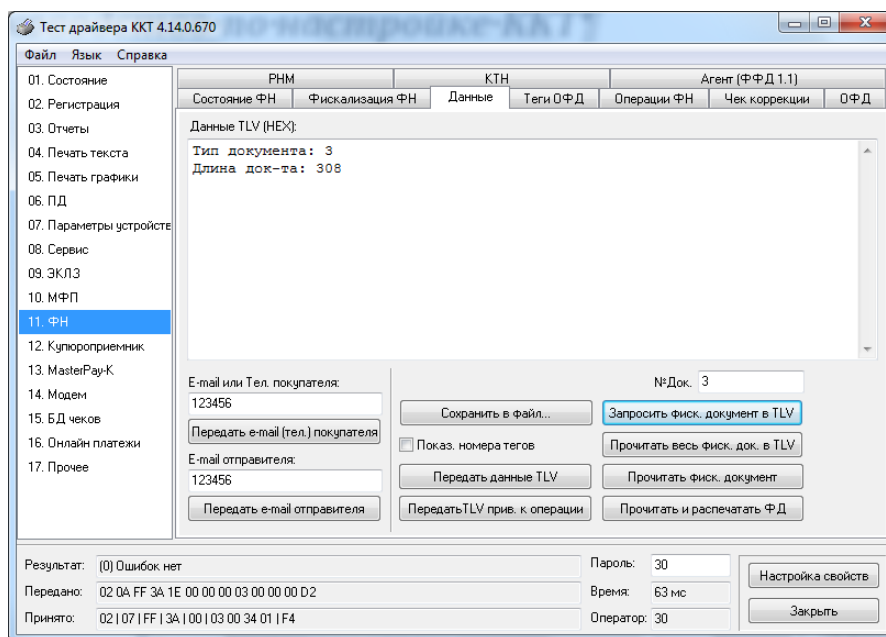 по·настройке·ККТ¶
Тест драйвера ККТ 4.14.0.670
Файл Язык Справка
01. Состояние
02. Регистрация
03. Отчеты
04. Печать текста
05. Печать графики
06. ПД
07. Параметры устройств
08. Сервис
09. ЭКЛЗ
10. МФП
11. ФН
12. Купюроприемник
13. MasterPay-K
14. Модем
15. БД чеков
16. Онлайн платежи
17. Прочее
РНМ КТН Агент (ФФД 1.1)
Состояние ФН Фискализация ФН Данные Теги ОФД Операции ФН Чек коррекции ОФД
Данные TLV (HEX):
Тип документа: 3
Длина док-та: 308
E-mail или Тел. покупателя:
123456
Передать e-mail (тел.) покупателя
E-mail отправителя:
123456
Передать e-mail отправителя
Сохранить в файл...
Показ. номера тегов
Передать данные TLV
ПередатьTLV прив. к операции
№Док. 3
Запросить фиск. документ в TLV
Прочитать весь фиск. док. в TLV
Прочитать фиск. документ
Прочитать и распечатать ФД
Результат: (0) Ошибок нет
Передано: 02 0A FF 3A 1E 00 00 00 03 00 00 00 D2
Принято: 02 | 07 | FF | 3A | 00 | 03 00 34 01 | F4
Пароль: 30
Время: 63 мс
Оператор: 30
Настройка свойств
Закрыть